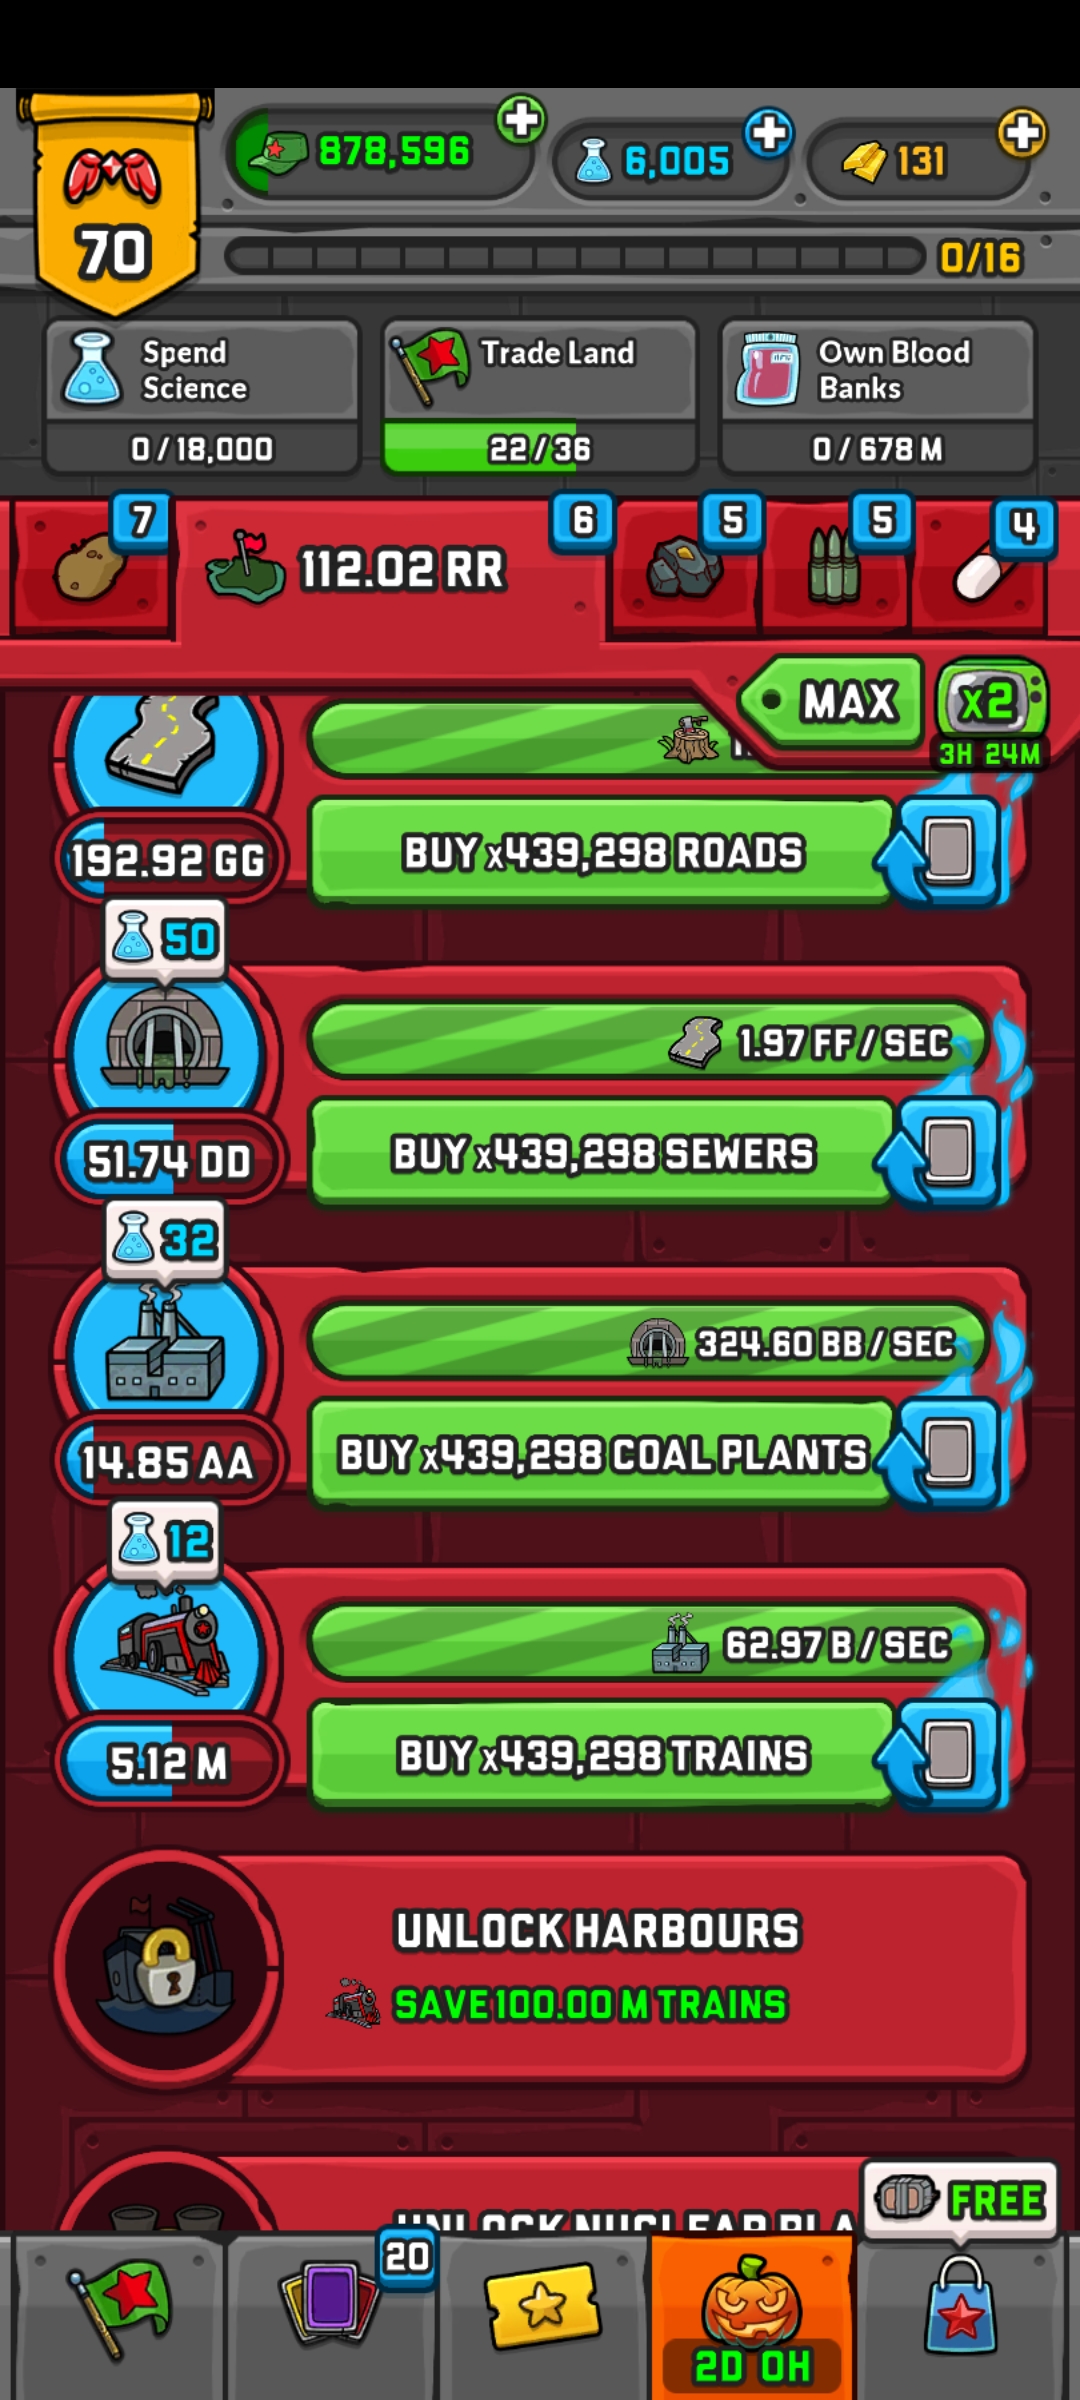 878,596
6,005
131
70
0/16
Spend
Science
0/18,000
Trade Land
22/36
Own Blood
Banks
0/678 M
7
112.02 RR
6
5
5
4
MAX
x2
3H 24M
192.92 GG
BUY x439,298 ROADS
50
1.97 FF/SEC
51.74 DD
BUY x439,298 SEWERS
32
324.60 BB/SEC
14.85 AA
BUY x439,298 COAL PLANTS
12
62.97 B/SEC
5.12 M
BUY x439,298 TRAINS
UNLOCK HARBOURS
SAVE 100.00 M TRAINS
UNLOCK NUCLEAR PLA
FREE
20
2D 0H